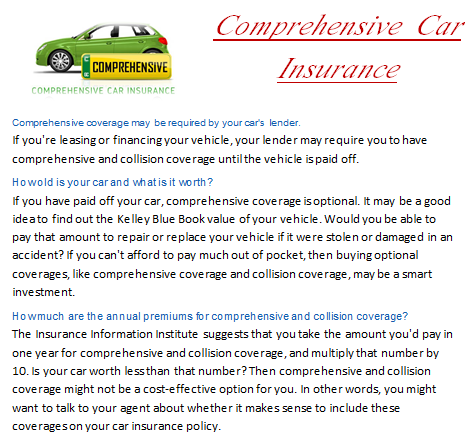 Comprehensive Car
Insurance
COMPREHENSIVE
COMPREHENSIVE CAR INSURANCE
Comprehensive coverage may be required by your car's lender.
If you're leasing or financing your vehicle, your lender may require you to have
comprehensive and collision coverage until the vehicle is paid off.
How old is your car and what is it worth?
If you have paid off your car, comprehensive coverage is optional. It may be a good
idea to find out the Kelley Blue Book value of your vehicle. Would you be able to
pay that amount to repair or replace your vehicle if it were stolen or damaged in an
accident? If you can't afford to pay much out of pocket, then buying optional
coverages, like comprehensive coverage and collision coverage, may be a smart
investment.
How much are the annual premiums for comprehensive and collision coverage?
The Insurance Information Institute suggests that you take the amount you'd pay in
one year for comprehensive and collision coverage, and multiply that number by
10. Is your car worth less than that number? Then comprehensive and collision
coverage might not be a cost-effective option for you. In other words, you might
want to talk to your agent about whether it makes sense to include these
coverages on your car insurance policy.